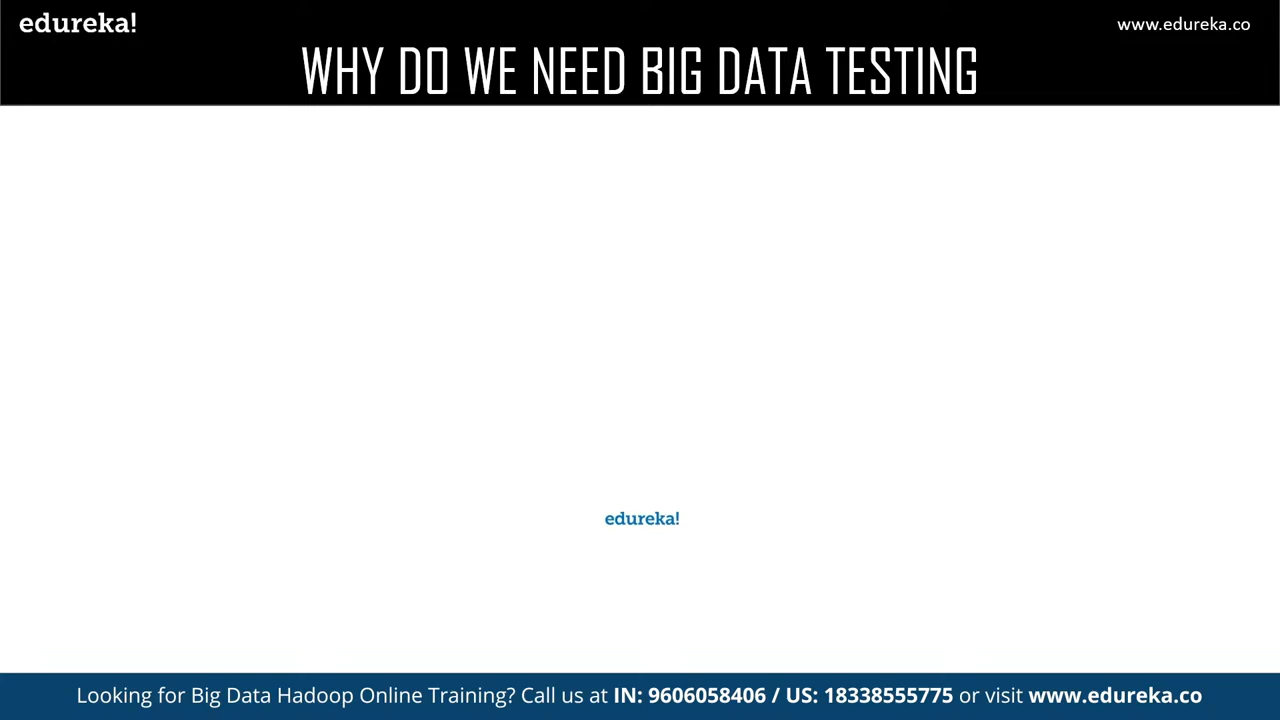 edureka!
www.edureka.co
WHY DO WE NEED BIG DATA TESTING
edureka!
Looking for Big Data Hadoop Online Training? Call us at IN: 9606058406 / US: 18338555775 or visit www.edureka.co